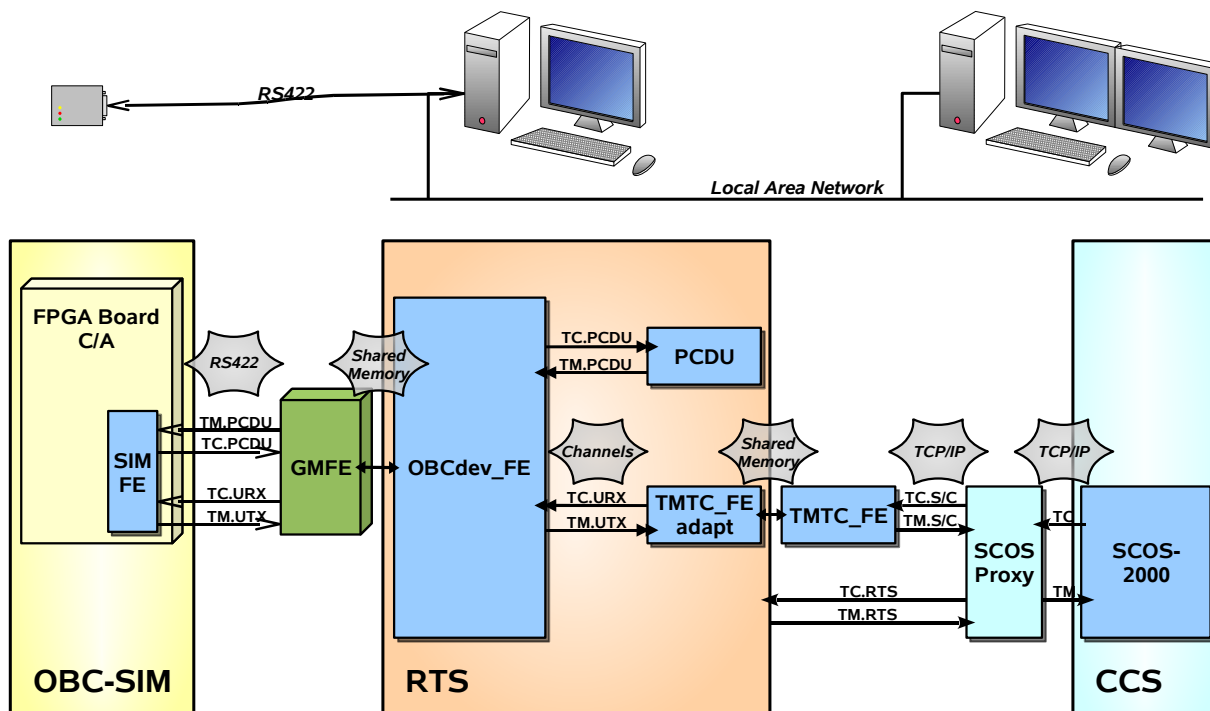 RS422
Local Area Network
FPGA Board
C/A
RS422
Shared
Memory
TC.PCDU
TM.PCDU
PCDU
TM.PCDU
TC.PCDU
SIM
FE
GMFE
OBCdev_FE
Channels
Shared
Memory
TCP/IP
TCP/IP
TC.URX
TM.UTX
TC.URX
TM.UTX
TMTC_FE
adapt
TMTC_FE
TC.S/C
TM.S/C
TC
SCOS
Proxy
SCOS-
2000
TC.RTS
TM.RTS
TM
OBC-SIM
RTS
CCS